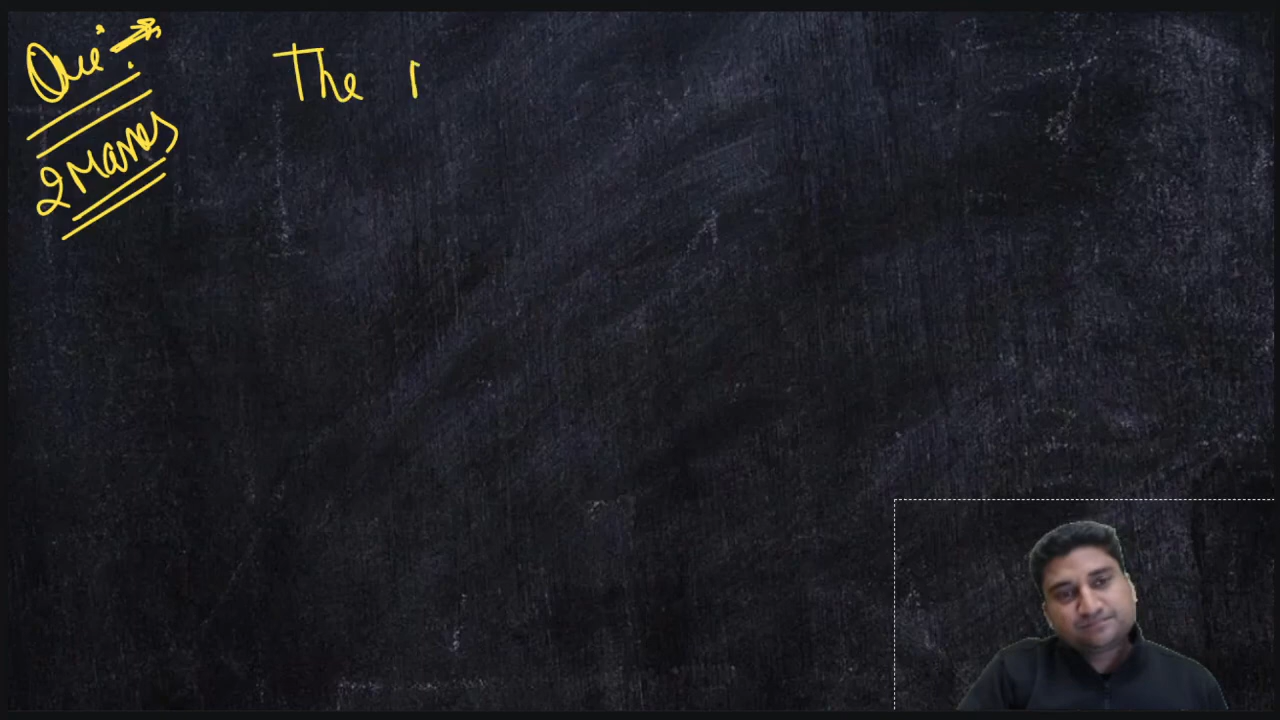 Que :→ The
2 Marks